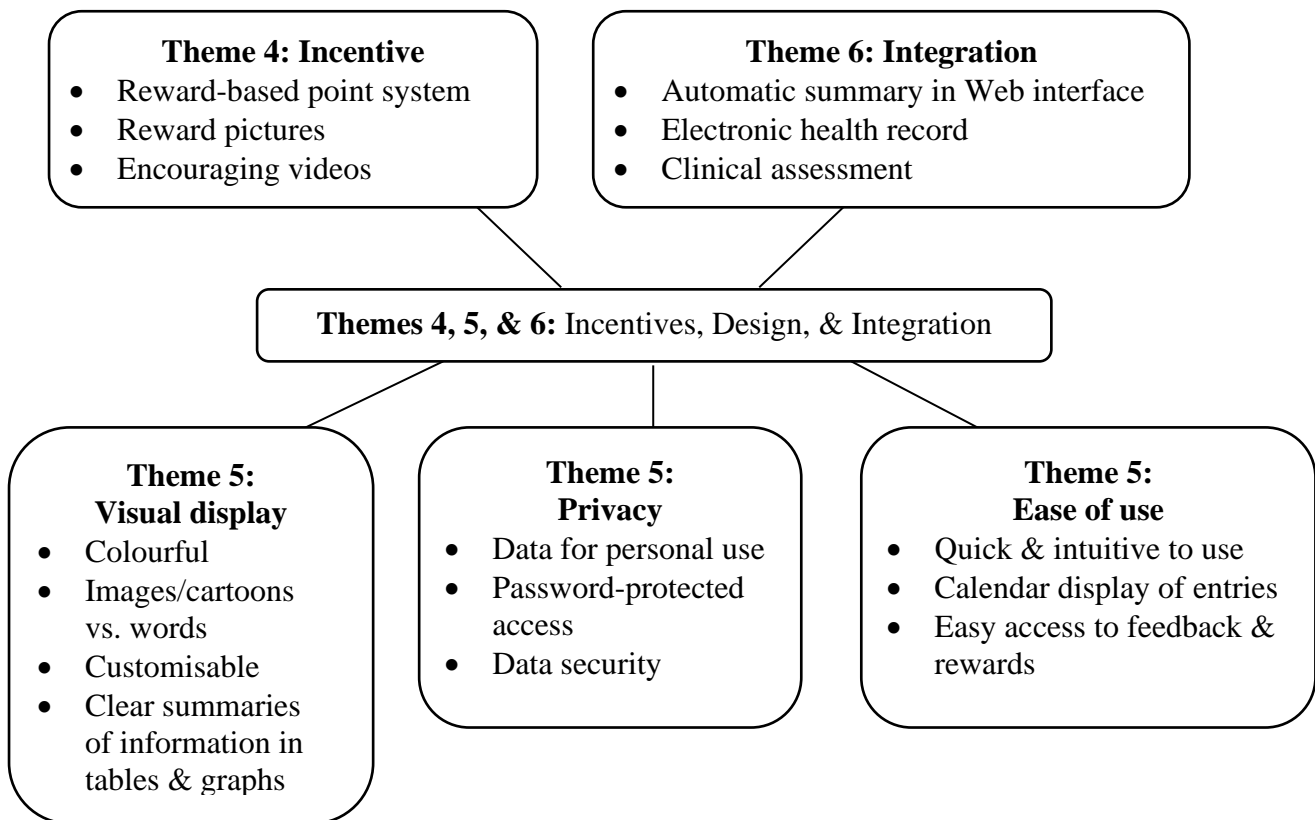 Theme 4: Incentive
• Reward-based point system
• Reward pictures
• Encouraging videos
Theme 6: Integration
• Automatic summary in Web interface
• Electronic health record
• Clinical assessment
Themes 4, 5, & 6: Incentives, Design, & Integration
Theme 5:
Visual display
• Colourful
• Images/cartoons
vs. words
• Customisable
• Clear summaries
of information in
tables & graphs
Theme 5:
Privacy
• Data for personal use
• Password-protected
access
• Data security
Theme 5:
Ease of use
• Quick & intuitive to use
• Calendar display of entries
• Easy access to feedback &
rewards